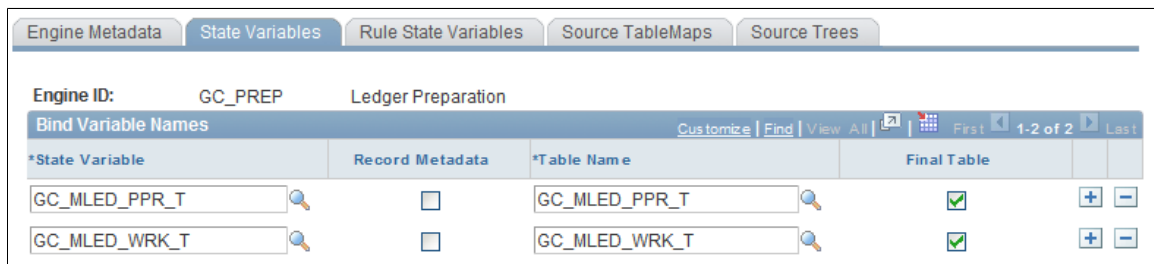 Engine Metadata State Variables Rule State Variables Source TableMaps Source Trees
Engine ID: GC_PREP Ledger Preparation
Bind Variable Names Customize | Find | View All | | First 1-2 of 2 Last
*State Variable Record Metadata *Table Name Final Table
GC_MLED_PPR_T GC_MLED_PPR_T + -
GC_MLED_WRK_T GC_MLED_WRK_T + -